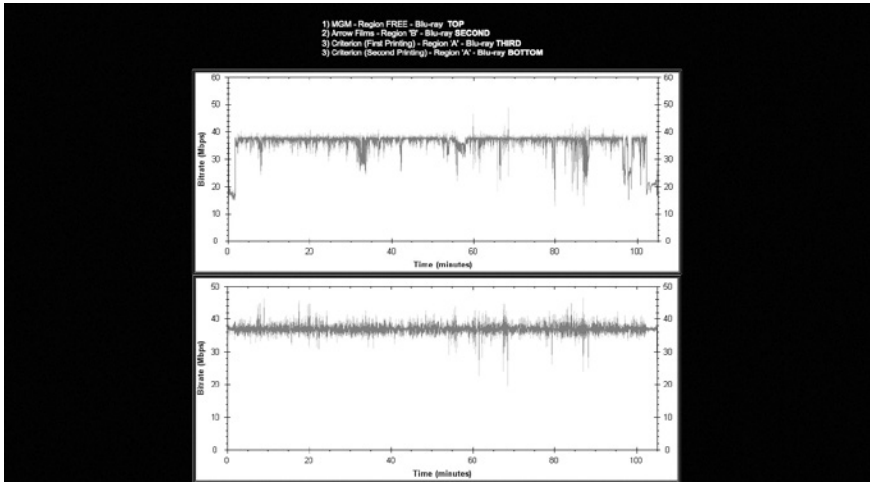 1) MGM - Region FREE - Blu-ray TOP
2) Arrow Films - Region 'B' - Blu-ray SECOND
3) Criterion (First Printing) - Region 'A' - Blu-ray THIRD
3) Criterion (Second Printing) - Region 'A' - Blu-ray BOTTOM
60 60
50 50
40 40
30 30
20 20
10 10
0 0
Bitrate (Mbps)
0 20 40 60 80 100
Time (minutes)
50 50
40 40
30 30
20 20
10 10
0 0
Bitrate (Mbps)
0 20 40 60 80 100
Time (minutes)